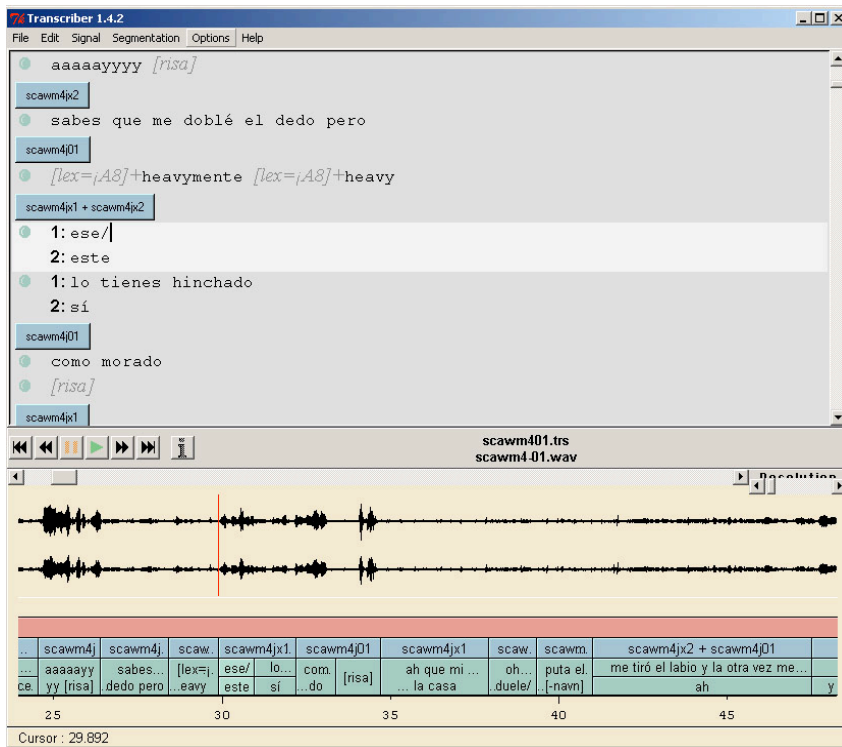 Transcriber 1.4.2
File Edit Signal Segmentation Options Help
aaaaayyyy [risa]
scawm4jx2
sabes que me doblé el dedo pero
scawm4j01
[lex=¡A8]+heavymente [lex=¡A8]+heavy
scawm4jx1 + scawm4jx2
1: ese/
2: este
1: lo tienes hinchado
2: sí
scawm4j01
como morado
[risa]
scawm4jx1
scawm401.trs
scawm4-01.wav
Resolution
.. scawm4j scawm4j. scaw.. scawm4jx1. scawm4j01 scawm4jx1 scaw. scawm. scawm4jx2 + scawm4j01
... aaaaayy sabes... [lex=¡. ese/ lo... com. [risa] ah que mi ... oh... puta el. me tiró el labio y la otra vez me...
ce. yy [risa] .dedo pero ...eavy este sí ...do ... la casa .duele/ ..[-navn] ah y
25 30 35 40 45
Cursor : 29.892